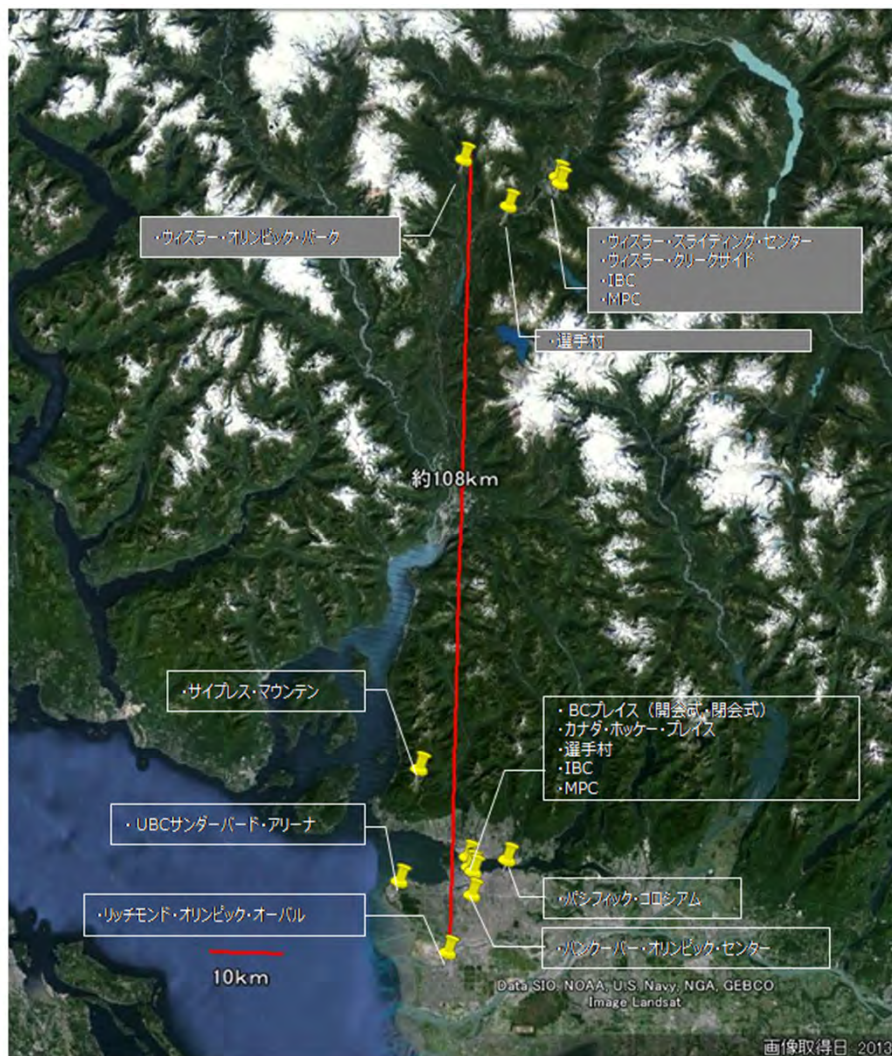 ・ウィスラー・オリンピック・パーク
・ウィスラー・スライディング・センター
・ウィスラー・クリークサイド
・IBC
・MPC
・選手村
約108km
・サイプレス・マウンテン
・BCプレイス（開会式・閉会式）
・カナダ・ホッケー・プレイス
・選手村
・IBC
・MPC
・UBCサンダーバード・アリーナ
・パシフィック・コロシアム
・リッチモンド・オリンピック・オーバル
・バンクーバー・オリンピック・センター
10km
Data SIO, NOAA, U.S. Navy, NGA, GEBCO
Image Landsat
画像取得日 2013